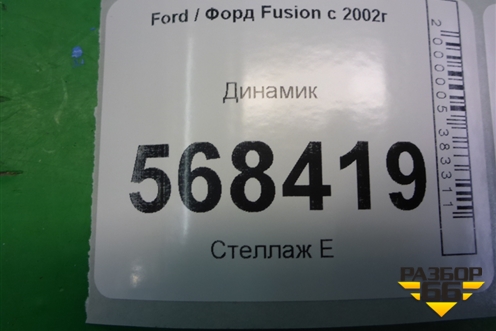 Ford / Форд Fusion с 2002г
Динамик
568419
Стеллаж Е
2000005383311
РАЗБОР
66